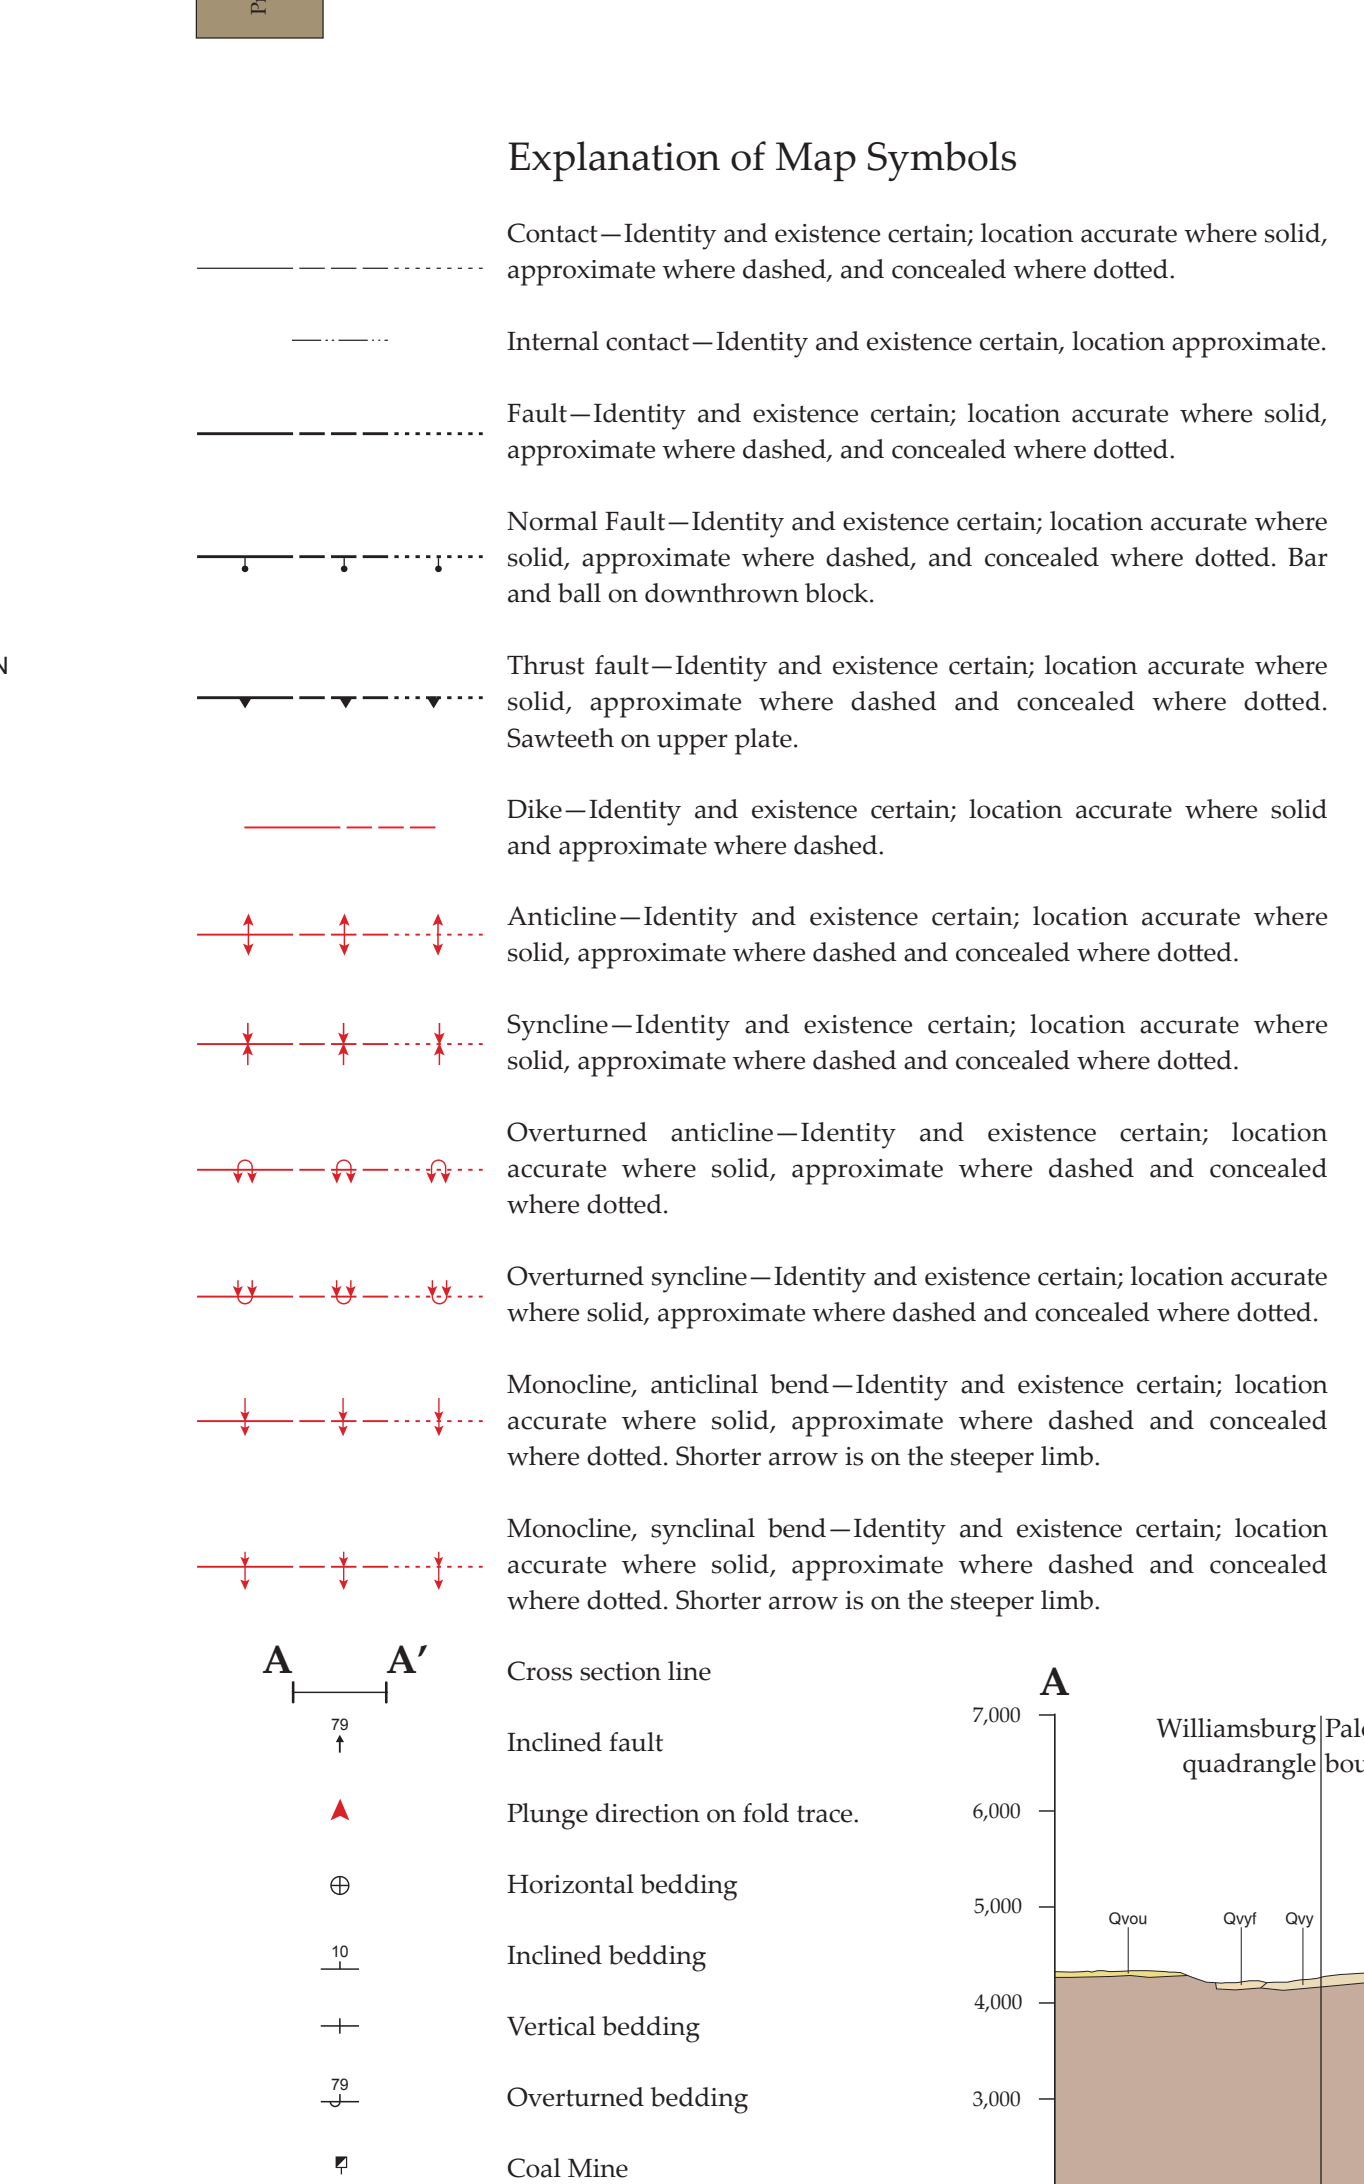 Explanation of Map Symbols
Contact—Identity and existence certain; location accurate where solid,
approximate where dashed, and concealed where dotted.
Internal contact—Identity and existence certain, location approximate.
Fault—Identity and existence certain; location accurate where solid,
approximate where dashed, and concealed where dotted.
Normal Fault—Identity and existence certain; location accurate where
solid, approximate where dashed, and concealed where dotted. Bar
and ball on downthrown block.
N
Thrust fault—Identity and existence certain; location accurate where
solid, approximate where dashed and concealed where dotted.
Sawteeth on upper plate.
Dike—Identity and existence certain; location accurate where solid
and approximate where dashed.
Anticline—Identity and existence certain; location accurate where
solid, approximate where dashed and concealed where dotted.
Syncline—Identity and existence certain; location accurate where
solid, approximate where dashed and concealed where dotted.
Overturned anticline—Identity and existence certain; location
accurate where solid, approximate where dashed and concealed
where dotted.
Overturned syncline—Identity and existence certain; location accurate
where solid, approximate where dashed and concealed where dotted.
Monocline, anticlinal bend—Identity and existence certain; location
accurate where solid, approximate where dashed and concealed
where dotted. Shorter arrow is on the steeper limb.
Monocline, synclinal bend—Identity and existence certain; location
accurate where solid, approximate where dashed and concealed
where dotted. Shorter arrow is on the steeper limb.
A A′
Cross section line
79
Inclined fault
Plunge direction on fold trace.
Horizontal bedding
10
Inclined bedding
Vertical bedding
79
Overturned bedding
Coal Mine
A
7,000
Williamsburg
quadrangle
6,000
5,000
Qvou Qvyf Qvy
4,000
3,000